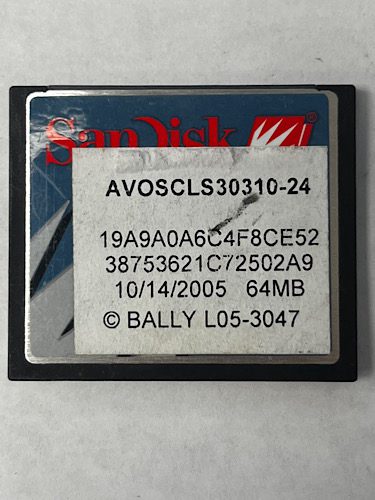 SanDisk
AVOSCLS30310-24
19A9A0A6C4F8CE52
38753621C72502A9
10/14/2005 64MB
© BALLY L05-3047